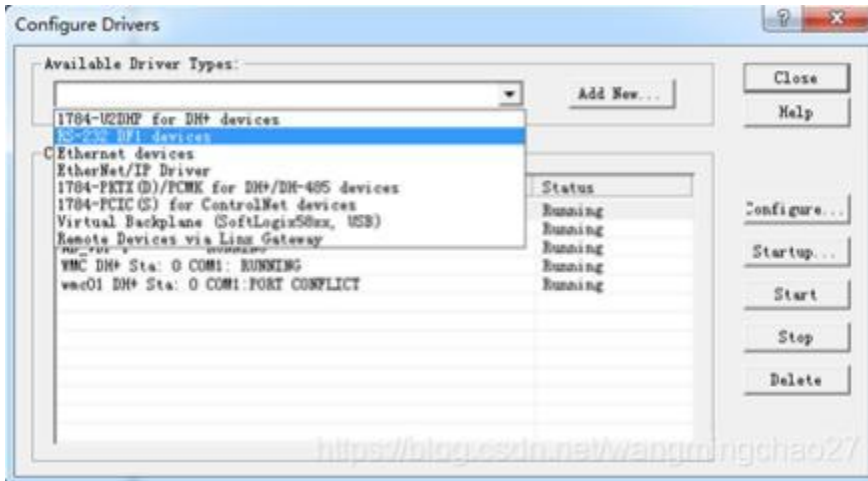 Configure Drivers
Available Driver Types:
Add New...
Close
Help
1784-U2DHP for DH+ devices
RS-232 DF1 devices
Ethernet devices
EtherNet/IP Driver
1784-PKTX(D)/PCMK for DH+/DH-485 devices
1784-PCIC(S) for ControlNet devices
Virtual Backplane (SoftLogix58xx, USB)
Remote Devices via Linx Gateway
Status
Running
Running
Running
WMC DH+ Sta: 0 COM1: RUNNING
Running
wmc01 DH+ Sta: 0 COM1:PORT CONFLICT
Running
Configure...
Startup...
Start
Stop
Delete
https://blog.csdn.net/wangmingchao27